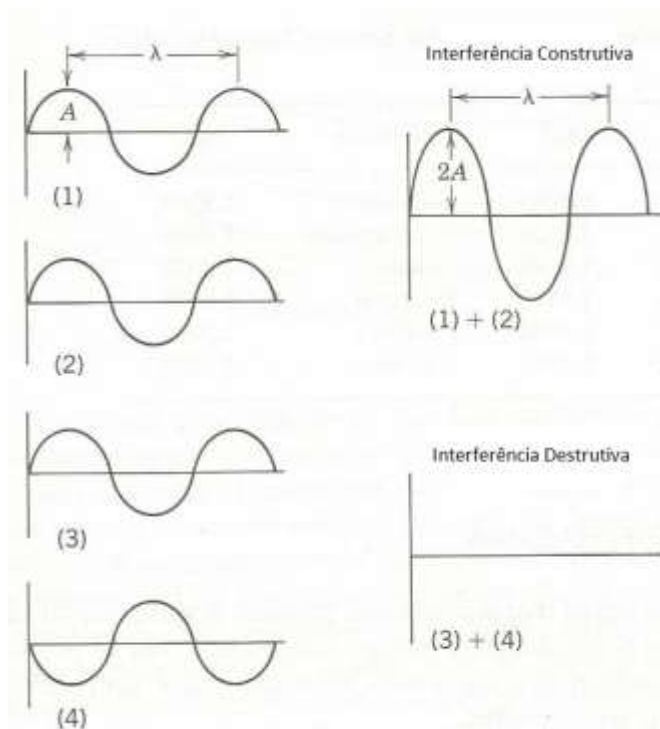 λ
A
(1)
(2)
(3)
(4)
Interferência Construtiva
λ
2A
(1) + (2)
Interferência Destrutiva
(3) + (4)